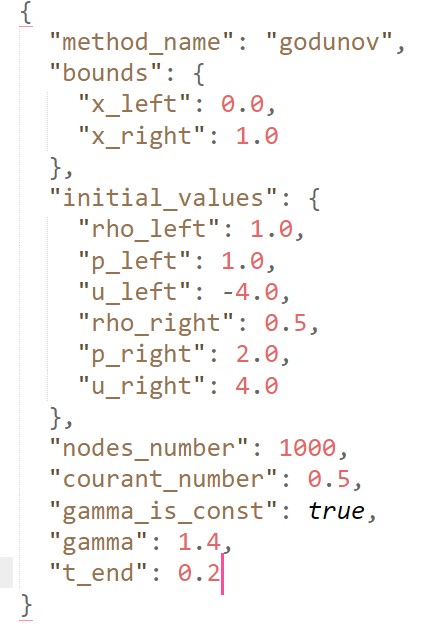 {
"method_name": "godunov",
"bounds": {
"x_left": 0.0,
"x_right": 1.0
},
"initial_values": {
"rho_left": 1.0,
"p_left": 1.0,
"u_left": -4.0,
"rho_right": 0.5,
"p_right": 2.0,
"u_right": 4.0
},
"nodes_number": 1000,
"courant_number": 0.5,
"gamma_is_const": true,
"gamma": 1.4,
"t_end": 0.2
}